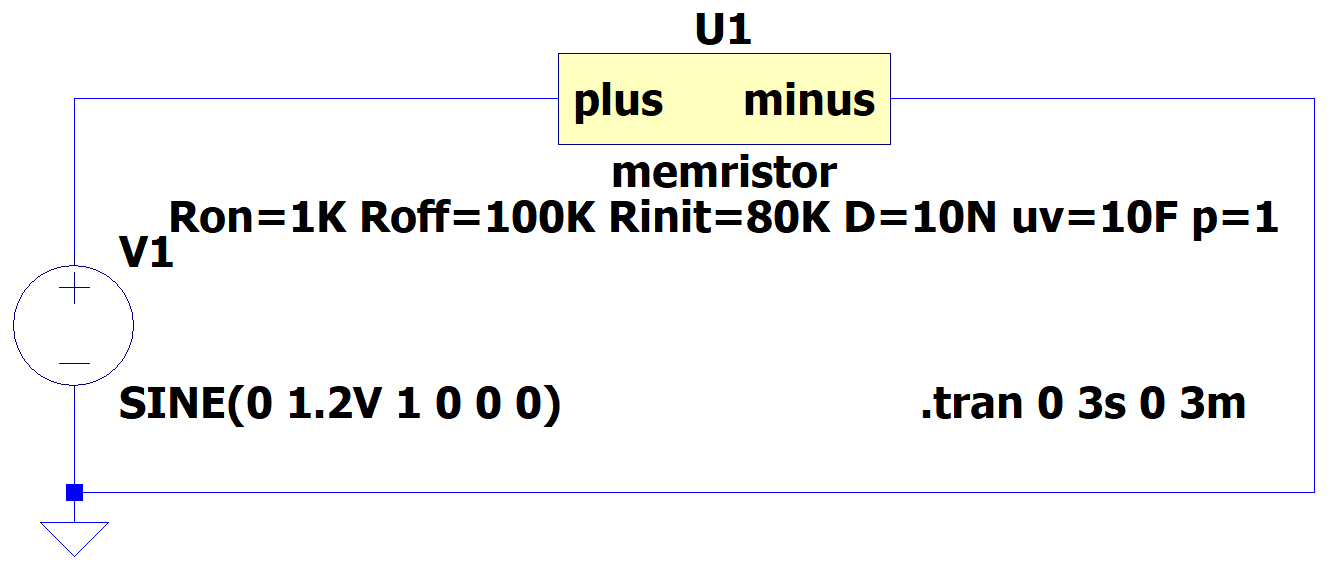 U1
plus minus
memristor
Ron=1K Roff=100K Rinit=80K D=10N uv=10F p=1
V1
SINE(0 1.2V 1 0 0 0)
.tran 0 3s 0 3m